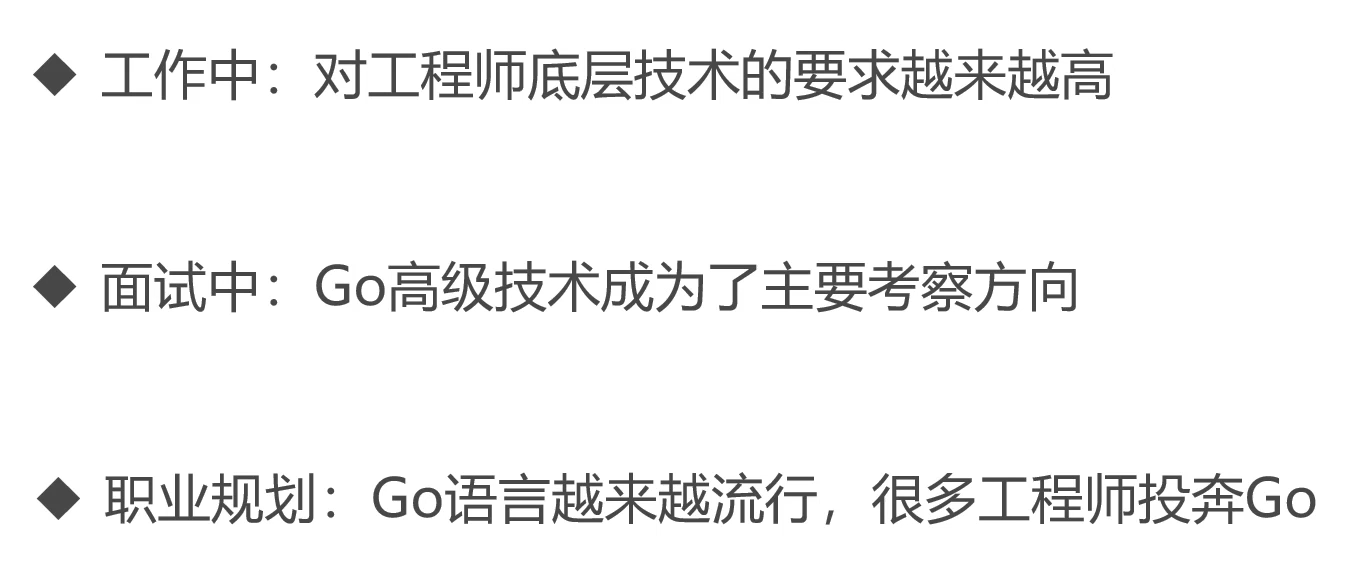 ◆ 工作中：对工程师底层技术的要求越来越高
◆ 面试中：Go高级技术成为了主要考察方向
◆ 职业规划：Go语言越来越流行，很多工程师投奔Go